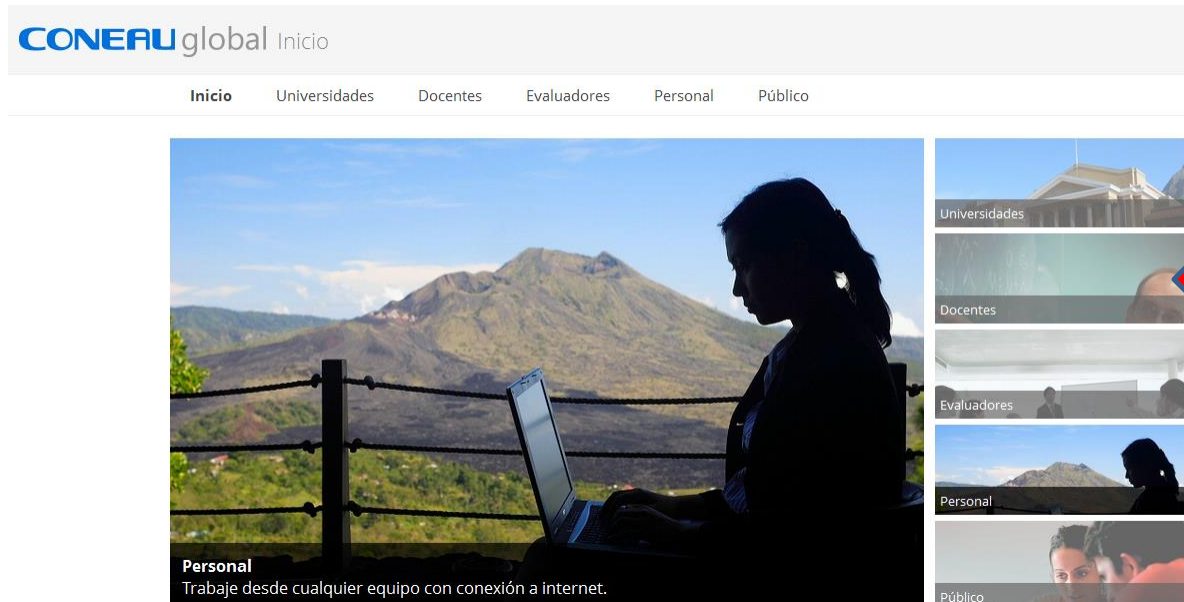 CONEAU global Inicio
Inicio Universidades Docentes Evaluadores Personal Público
Universidades
Docentes
Evaluadores
Personal
Público
Personal
Trabaje desde cualquier equipo con conexión a internet.